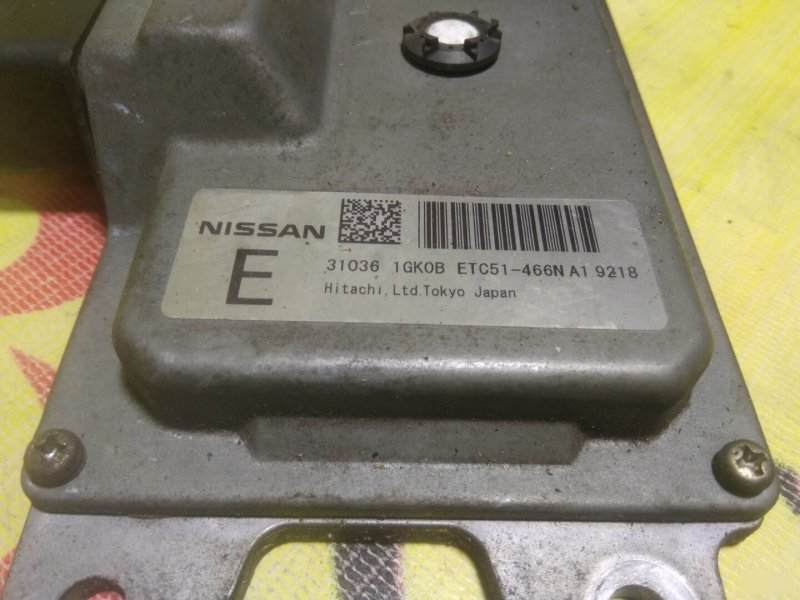 NISSAN
E
31036 1GK0B ETC51-466N A1 9218
Hitachi, Ltd. Tokyo Japan